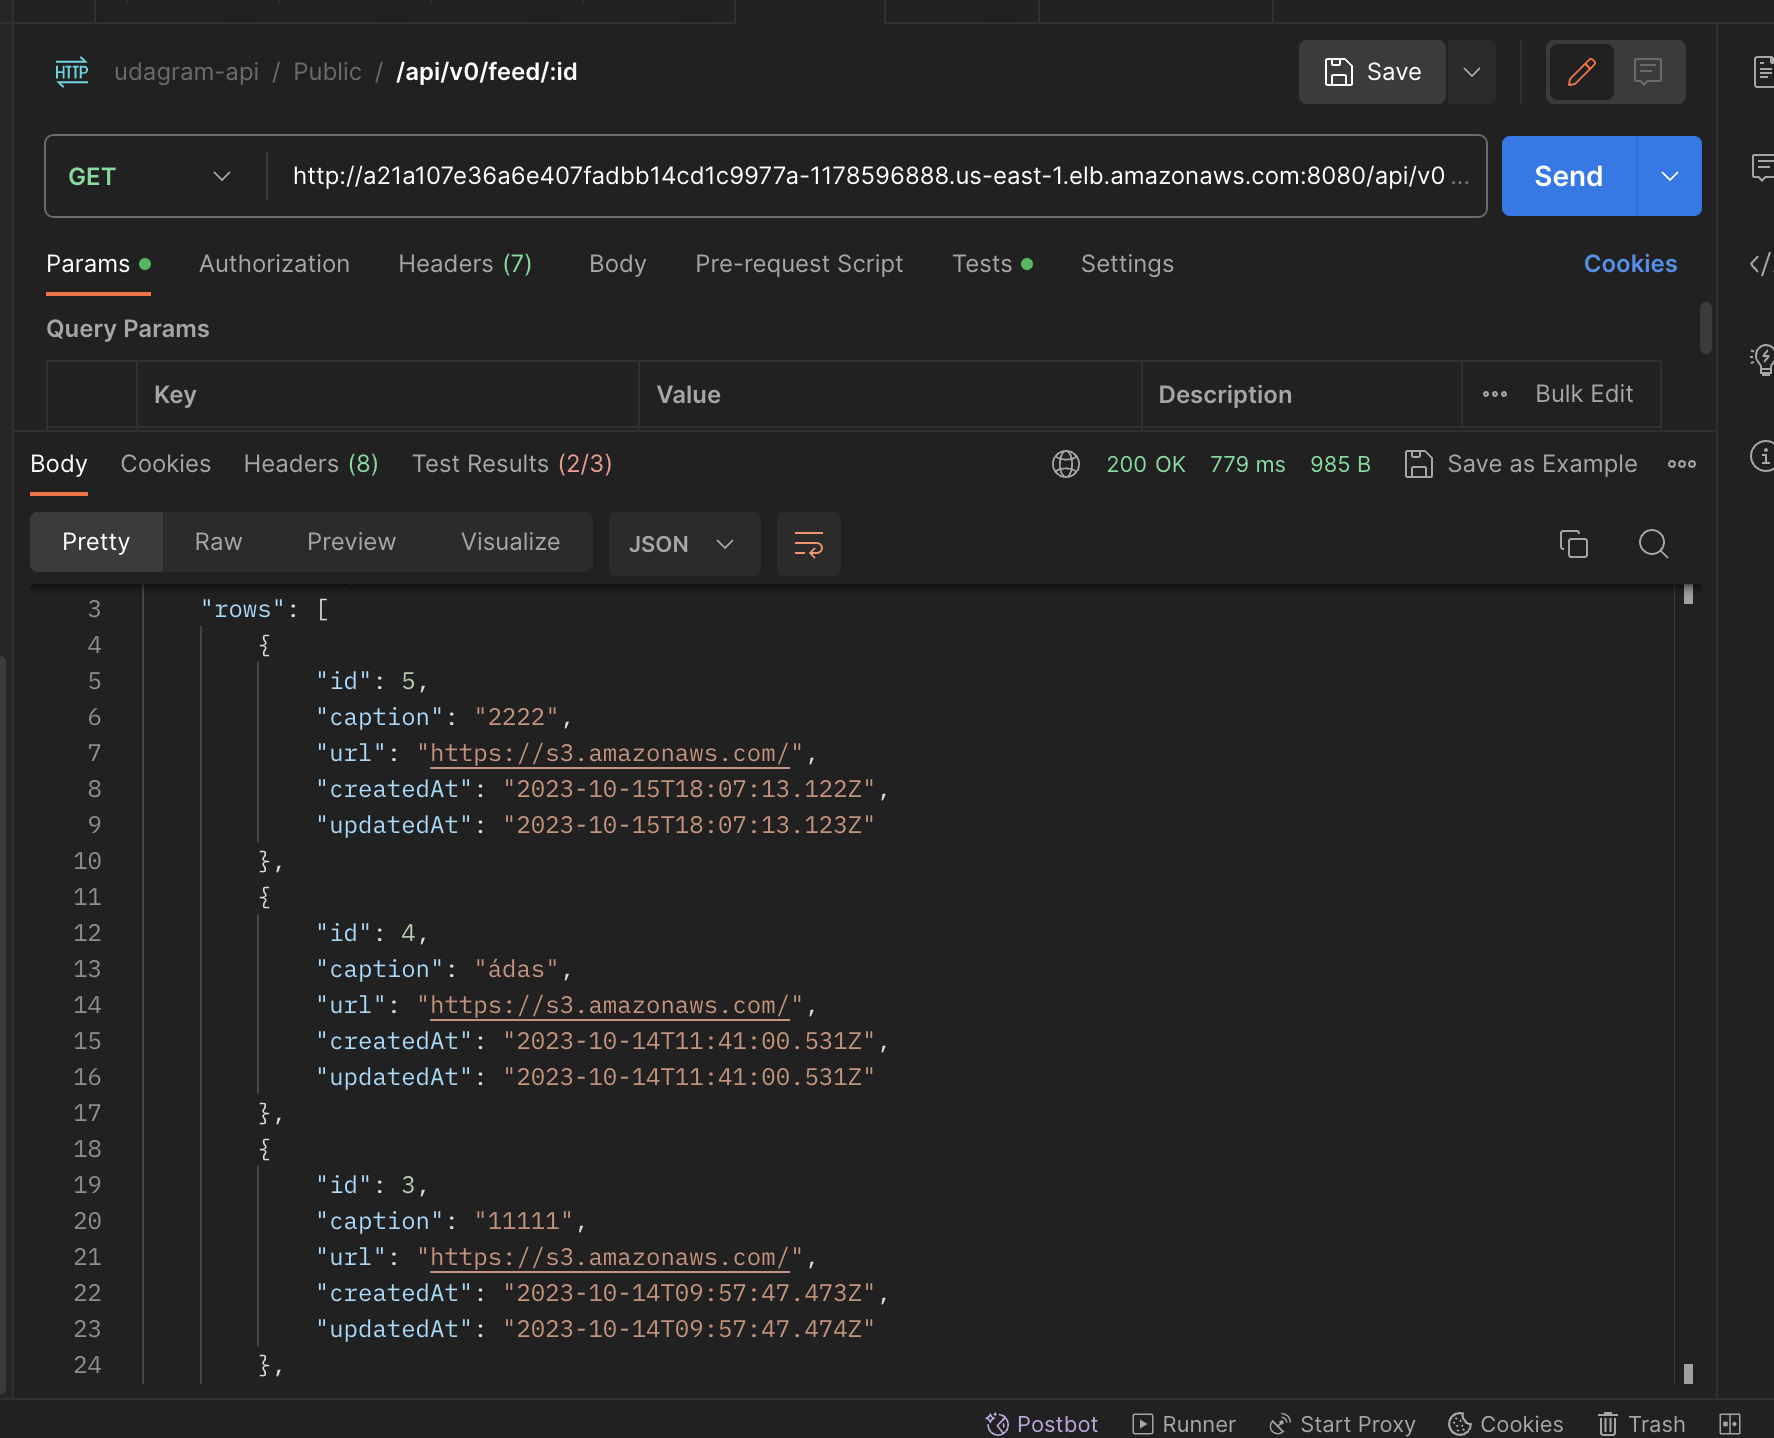 HTTP udagram-api / Public / /api/v0/feed/:id Save
GET http://a21a107e36a6e407fadbb14cd1c9977a-1178596888.us-east-1.elb.amazonaws.com:8080/api/v0 ... Send
Params Authorization Headers (7) Body Pre-request Script Tests Settings Cookies
Query Params
Key Value Description Bulk Edit
Body Cookies Headers (8) Test Results (2/3) 200 OK 779 ms 985 B Save as Example
Pretty Raw Preview Visualize JSON
3 "rows": [
4 {
5 "id": 5,
6 "caption": "2222",
7 "url": "https://s3.amazonaws.com/",
8 "createdAt": "2023-10-15T18:07:13.122Z",
9 "updatedAt": "2023-10-15T18:07:13.123Z"
10 },
11 {
12 "id": 4,
13 "caption": "ádas",
14 "url": "https://s3.amazonaws.com/",
15 "createdAt": "2023-10-14T11:41:00.531Z",
16 "updatedAt": "2023-10-14T11:41:00.531Z"
17 },
18 {
19 "id": 3,
20 "caption": "11111",
21 "url": "https://s3.amazonaws.com/",
22 "createdAt": "2023-10-14T09:57:47.473Z",
23 "updatedAt": "2023-10-14T09:57:47.474Z"
24 },
Postbot Runner Start Proxy Cookies Trash